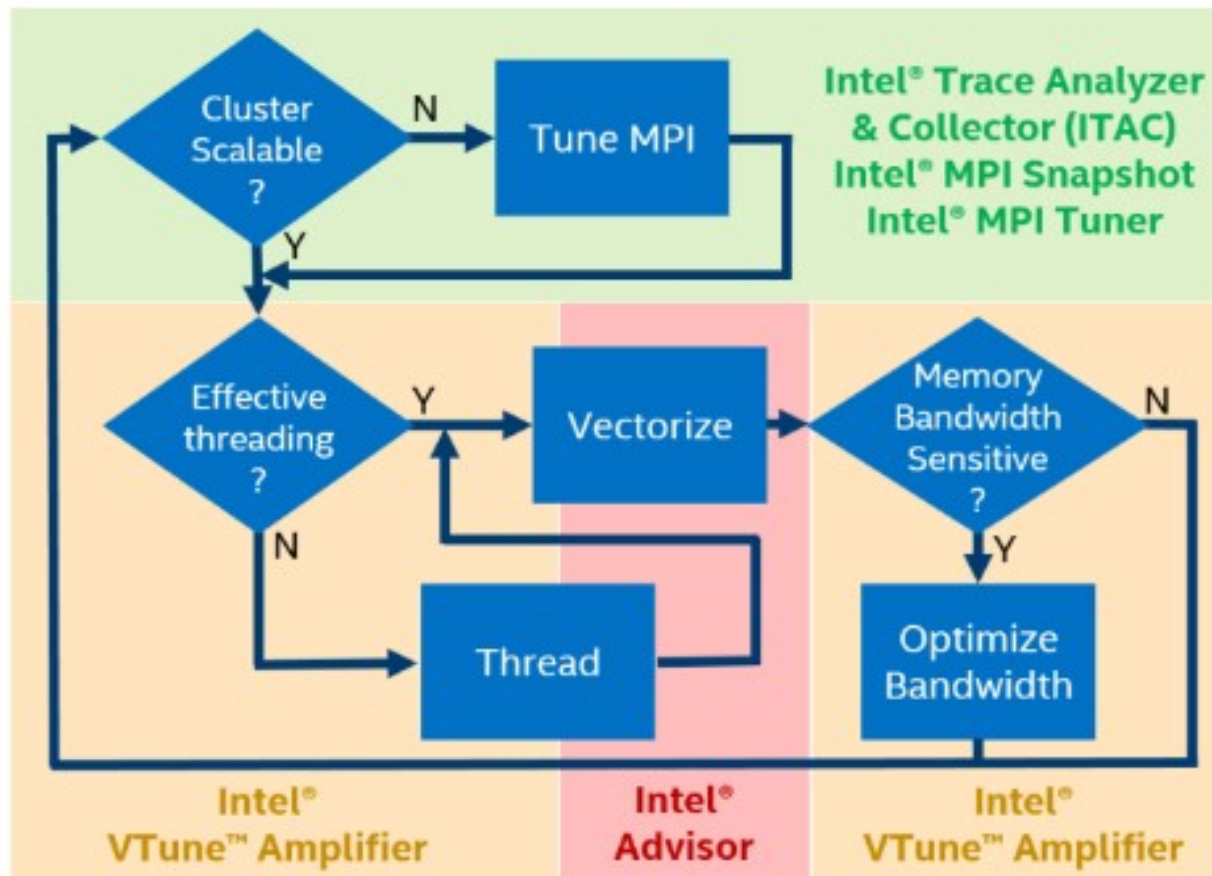 Cluster
Scalable
?
N
Tune MPI
Intel® Trace Analyzer
& Collector (ITAC)
Intel® MPI Snapshot
Intel® MPI Tuner
Y
Effective
threading
?
Y
Vectorize
Memory
Bandwidth
Sensitive
?
N
N
Y
Thread
Optimize
Bandwidth
Intel®
VTune™ Amplifier
Intel®
Advisor
Intel®
VTune™ Amplifier